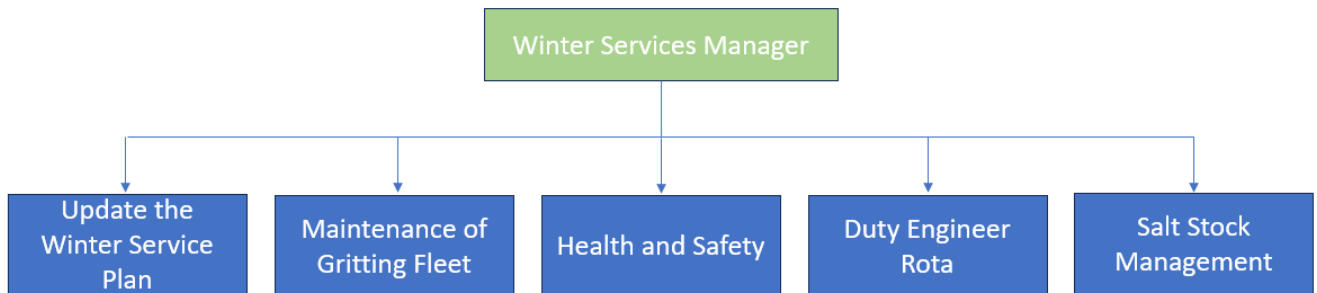 Winter Services Manager
Update the
Winter Service
Plan
Maintenance of
Gritting Fleet
Health and Safety
Duty Engineer
Rota
Salt Stock
Management